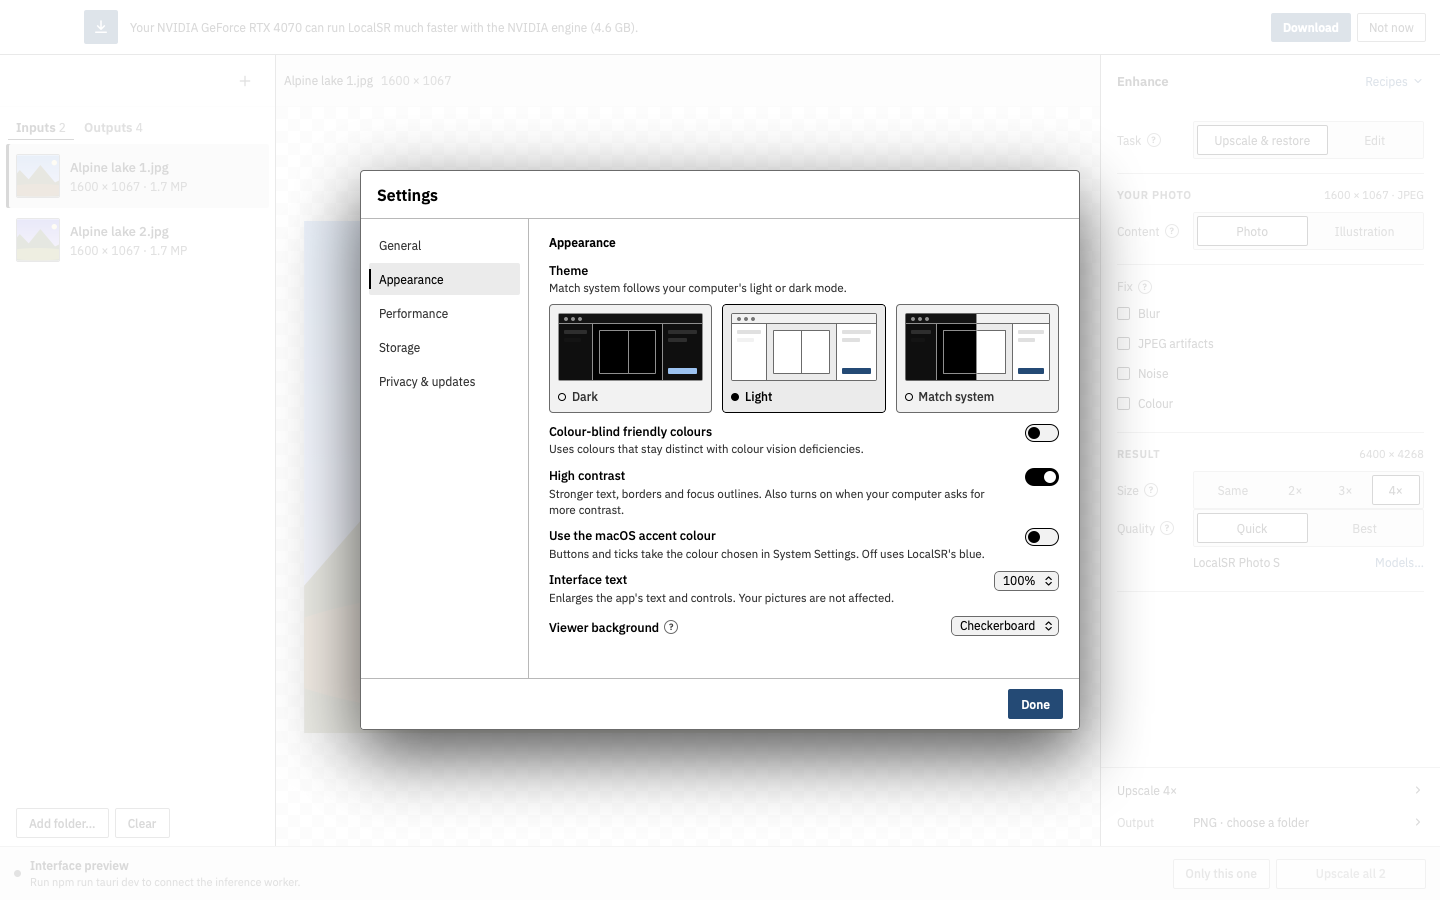 Your NVIDIA GeForce RTX 4070 can run LocalSR much faster with the NVIDIA engine (4.6 GB).
Download
Not now
Alpine lake 1.jpg 1600 × 1067
Enhance
Recipes
Inputs 2
Outputs 4
Alpine lake 1.jpg
1600 × 1067 · 1.7 MP
Alpine lake 2.jpg
1600 × 1067 · 1.7 MP
Add folder...
Clear
Settings
General
Appearance
Performance
Storage
Privacy & updates
Appearance
Theme
Match system follows your computer's light or dark mode.
Dark
Light
Match system
Colour-blind friendly colours
Uses colours that stay distinct with colour vision deficiencies.
High contrast
Stronger text, borders and focus outlines. Also turns on when your computer asks for
more contrast.
Use the macOS accent colour
Buttons and ticks take the colour chosen in System Settings. Off uses LocalSR's blue.
Interface text
100%
Enlarges the app's text and controls. Your pictures are not affected.
Viewer background ?
Checkerboard
Done
Task ?
Upscale & restore
Edit
YOUR PHOTO
1600 × 1067 · JPEG
Content ?
Photo
Illustration
Fix ?
Blur
JPEG artifacts
Noise
Colour
RESULT
6400 × 4268
Size ?
Same
2×
3×
4×
Quality ?
Quick
Best
LocalSR Photo S
Models...
Upscale 4×
Output
PNG · choose a folder
Interface preview
Run npm run tauri dev to connect the inference worker.
Only this one
Upscale all 2